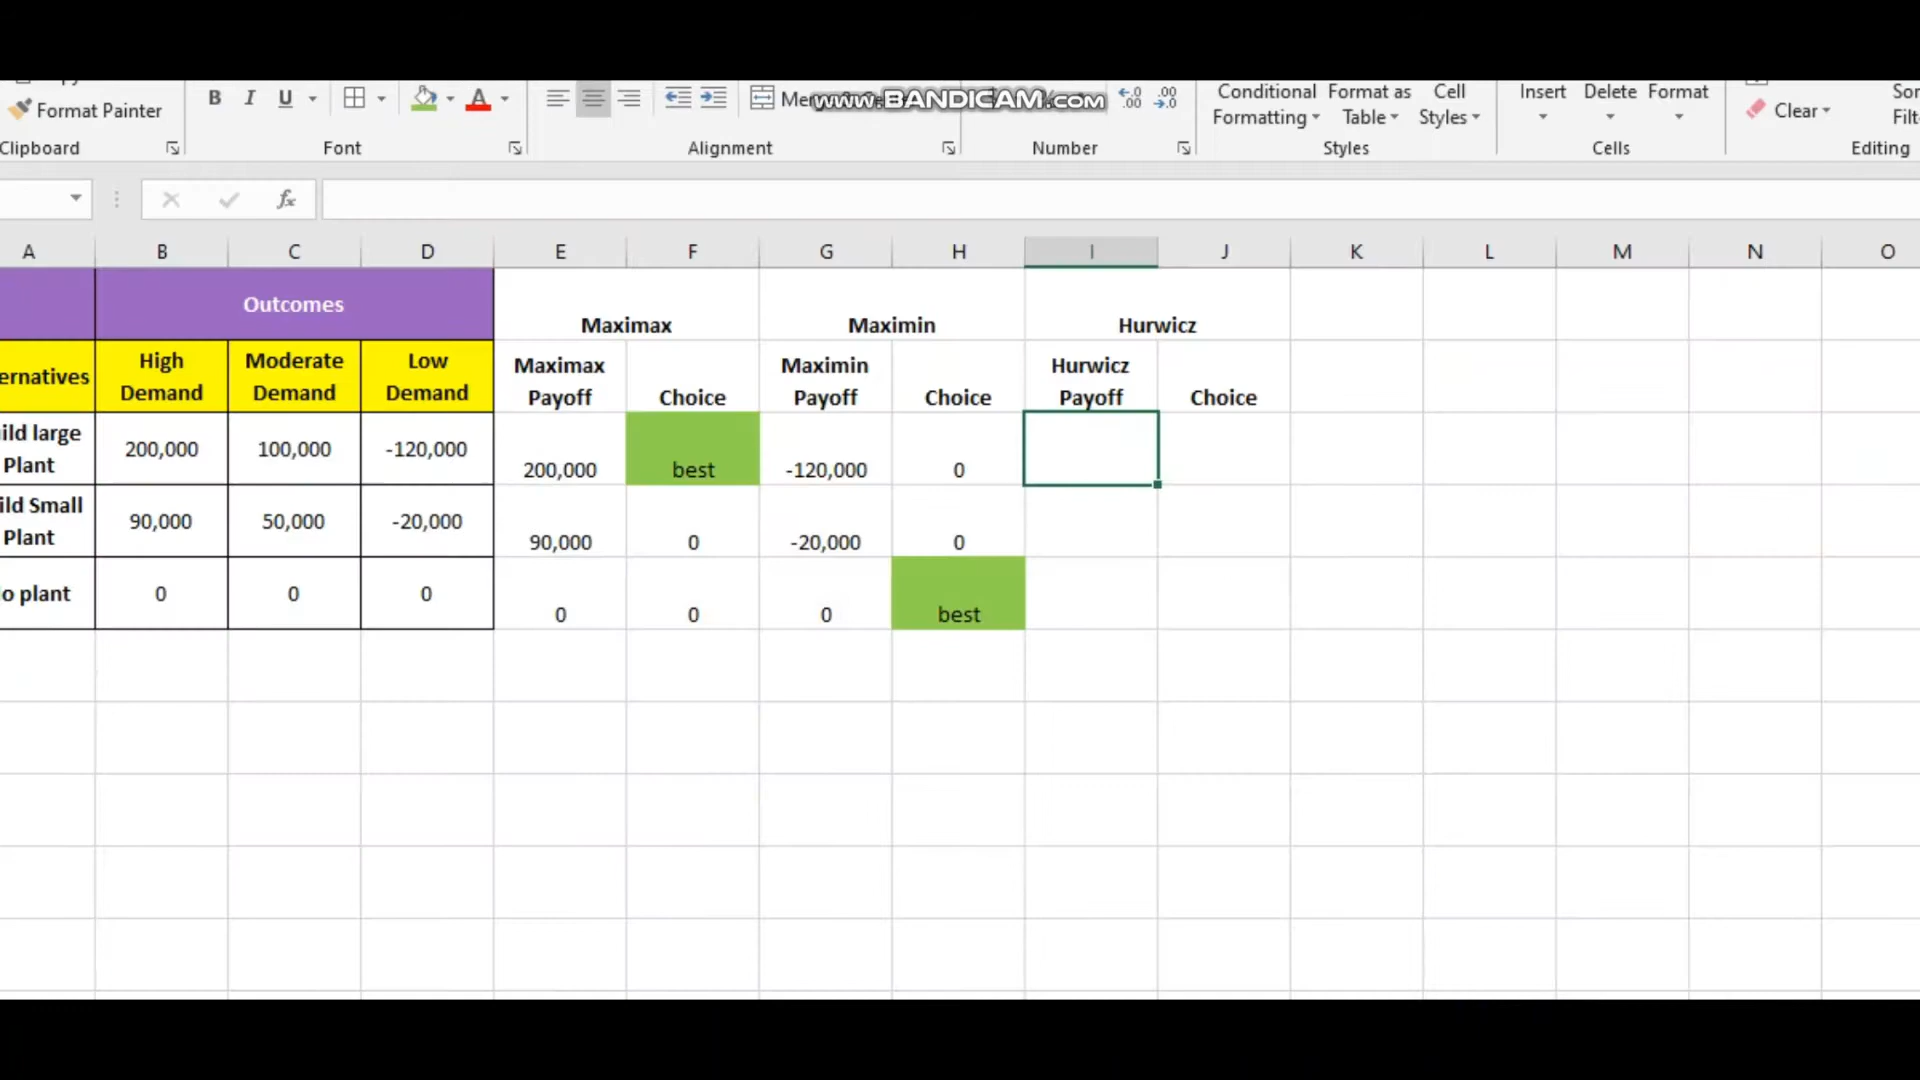 Format Painter
B I U
A
www.BANDICAM.com
Conditional Formatting
Format as Table
Cell Styles
Insert
Delete
Format
Clear
Clipboard
Font
Alignment
Number
Styles
Cells
Editing
fx
A B C D E F G H I J K L M N O
Outcomes
Maximax
Maximin
Hurwicz
ernatives
High Demand
Moderate Demand
Low Demand
Maximax Payoff
Choice
Maximin Payoff
Choice
Hurwicz Payoff
Choice
ild large Plant
200,000 100,000 -120,000 200,000 best -120,000 0
ild Small Plant
90,000 50,000 -20,000 90,000 0 -20,000 0
o plant
0 0 0 0 0 0 best